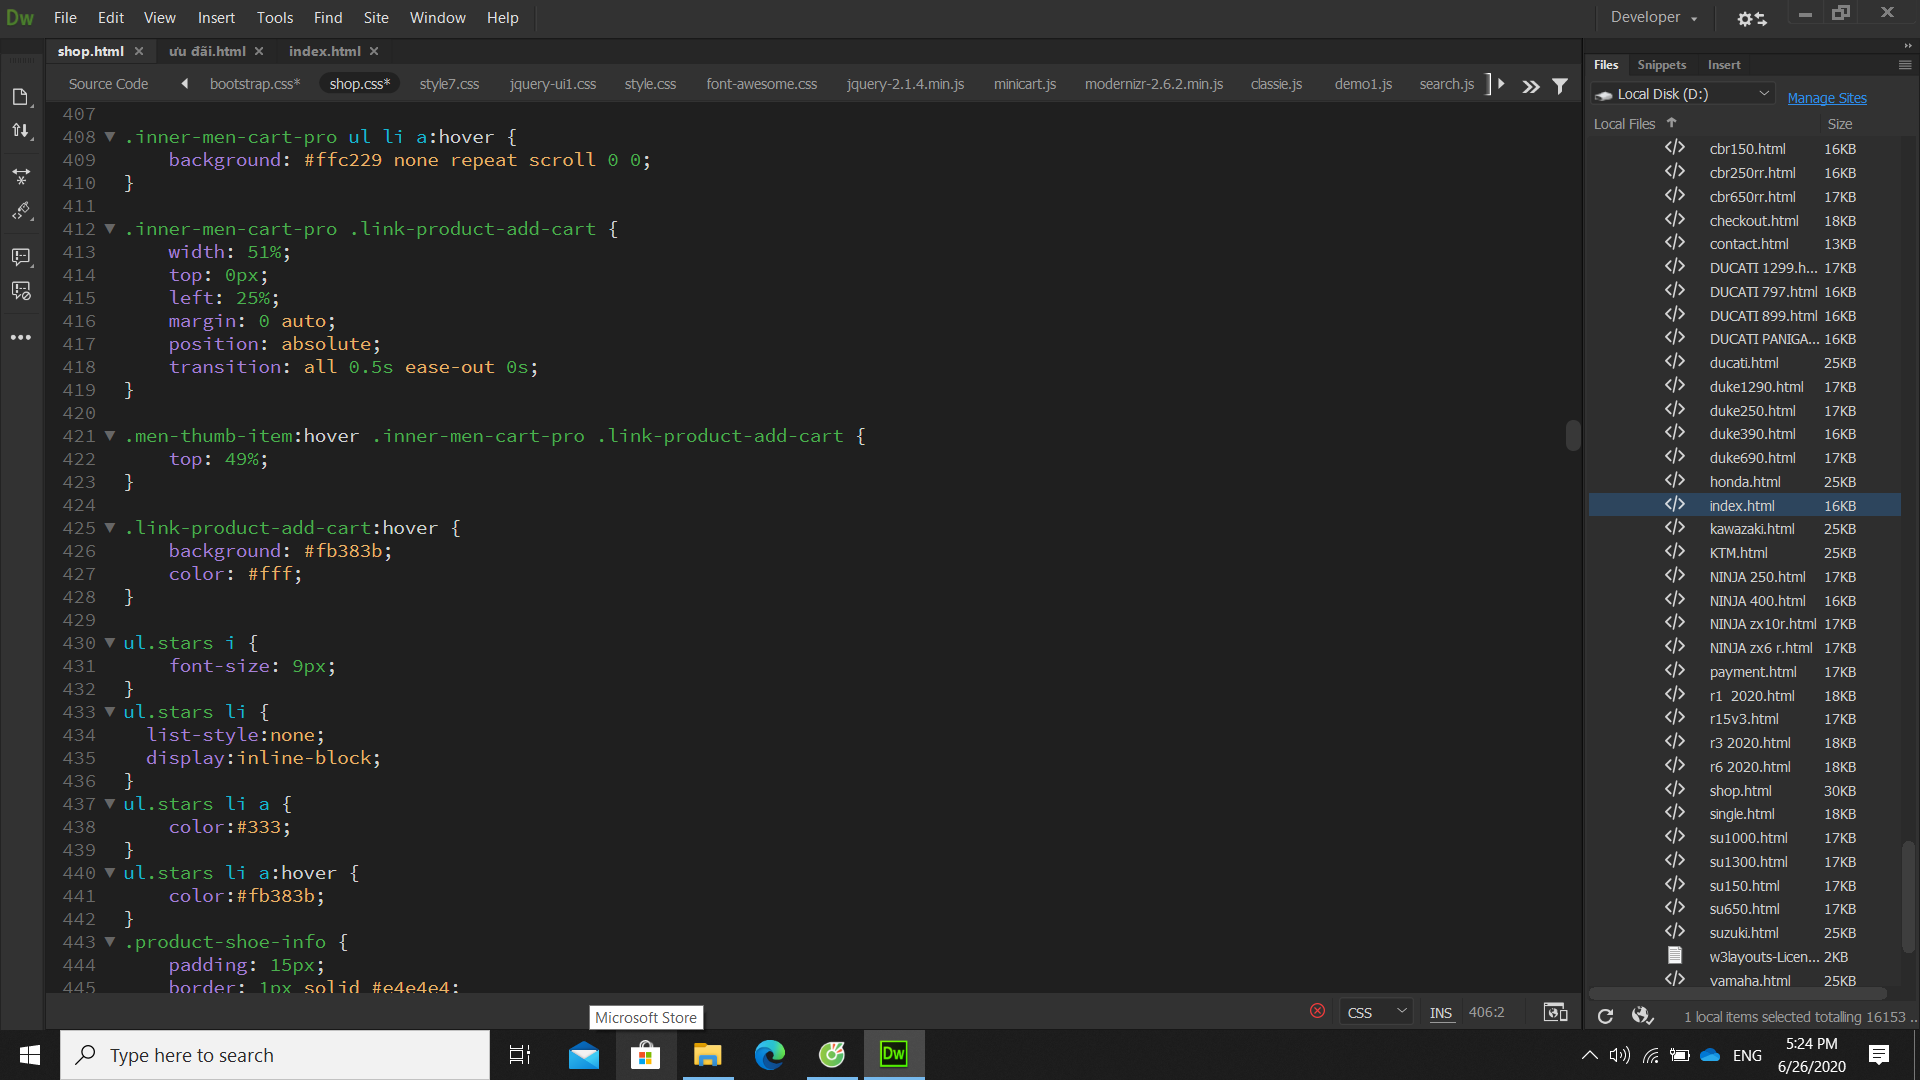 Dw File Edit View Insert Tools Find Site Window Help Developer
shop.html ưu đãi.html index.html
Source Code bootstrap.css* shop.css* style7.css jquery-ui1.css style.css font-awesome.css jquery-2.1.4.min.js minicart.js modernizr-2.6.2.min.js classie.js demo1.js search.js
407
408 .inner-men-cart-pro ul li a:hover {
409 background: #ffc229 none repeat scroll 0 0;
410 }
411
412 .inner-men-cart-pro .link-product-add-cart {
413 width: 51%;
414 top: 0px;
415 left: 25%;
416 margin: 0 auto;
417 position: absolute;
418 transition: all 0.5s ease-out 0s;
419 }
420
421 .men-thumb-item:hover .inner-men-cart-pro .link-product-add-cart {
422 top: 49%;
423 }
424
425 .link-product-add-cart:hover {
426 background: #fb383b;
427 color: #fff;
428 }
429
430 ul.stars i {
431 font-size: 9px;
432 }
433 ul.stars li {
434 list-style:none;
435 display:inline-block;
436 }
437 ul.stars li a {
438 color:#333;
439 }
440 ul.stars li a:hover {
441 color:#fb383b;
442 }
443 .product-shoe-info {
444 padding: 15px;
445 border: 1px solid #e4e4e4;
CSS INS 406:2
Files Snippets Insert
Local Disk (D:) Manage Sites
Local Files Size
cbr150.html 16KB
cbr250rr.html 16KB
cbr650rr.html 17KB
checkout.html 18KB
contact.html 13KB
DUCATI 1299.h... 17KB
DUCATI 797.html 16KB
DUCATI 899.html 16KB
DUCATI PANIGA... 16KB
ducati.html 25KB
duke1290.html 17KB
duke250.html 17KB
duke390.html 16KB
duke690.html 17KB
honda.html 25KB
index.html 16KB
kawazaki.html 25KB
KTM.html 25KB
NINJA 250.html 17KB
NINJA 400.html 16KB
NINJA zx10r.html 17KB
NINJA zx6 r.html 17KB
payment.html 17KB
r1 2020.html 18KB
r15v3.html 17KB
r3 2020.html 18KB
r6 2020.html 18KB
shop.html 30KB
single.html 18KB
su1000.html 17KB
su1300.html 17KB
su150.html 17KB
su650.html 17KB
suzuki.html 25KB
w3layouts-Licen... 2KB
yamaha.html 25KB
1 local items selected totalling 16153 ..
Microsoft Store
Type here to search
Dw
ENG
5:24 PM
6/26/2020